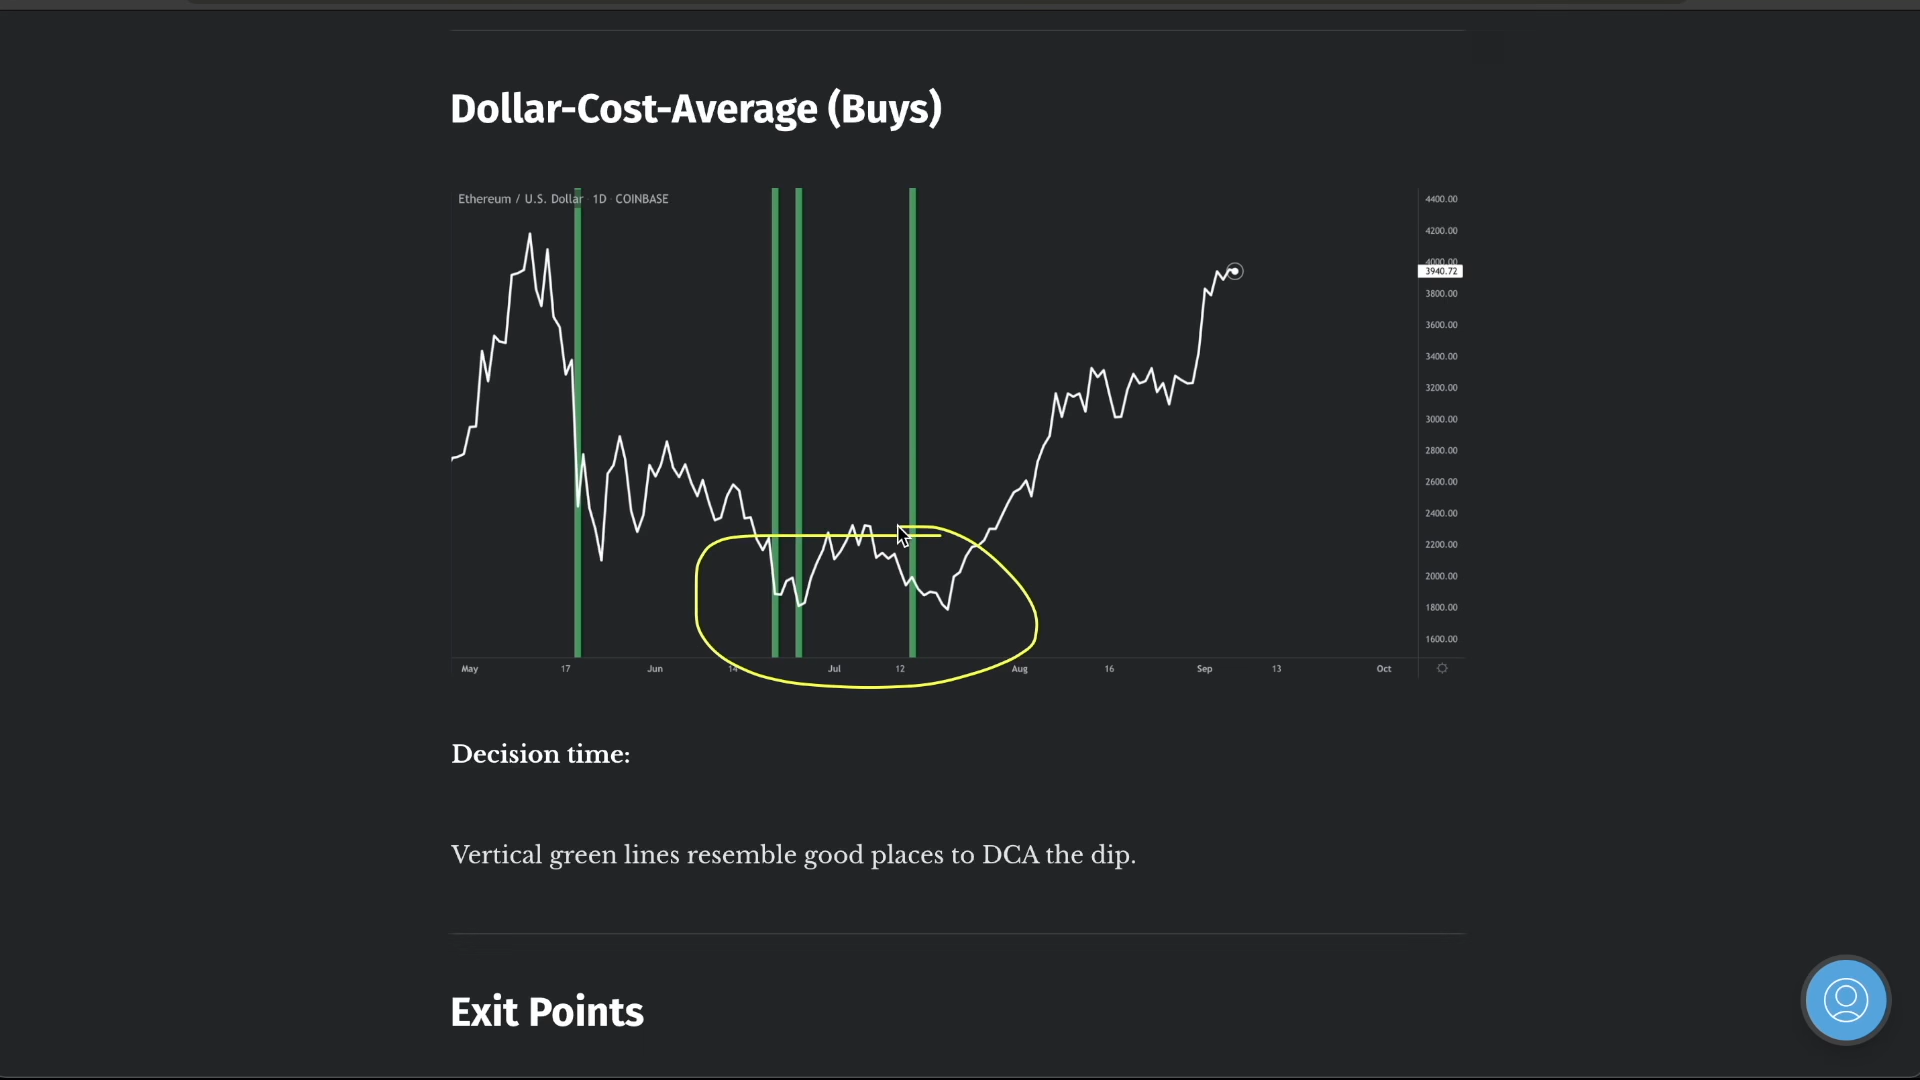 Dollar-Cost-Average (Buys)
Ethereum / U.S. Dollar · 1D · COINBASE
4400.00
4200.00
4000.00
3940.72
3800.00
3600.00
3400.00
3200.00
3000.00
2800.00
2600.00
2400.00
2200.00
2000.00
1800.00
1600.00
May 17 Jun 14 Jul 12 Aug 16 Sep 13 Oct
Decision time:
Vertical green lines resemble good places to DCA the dip.
Exit Points